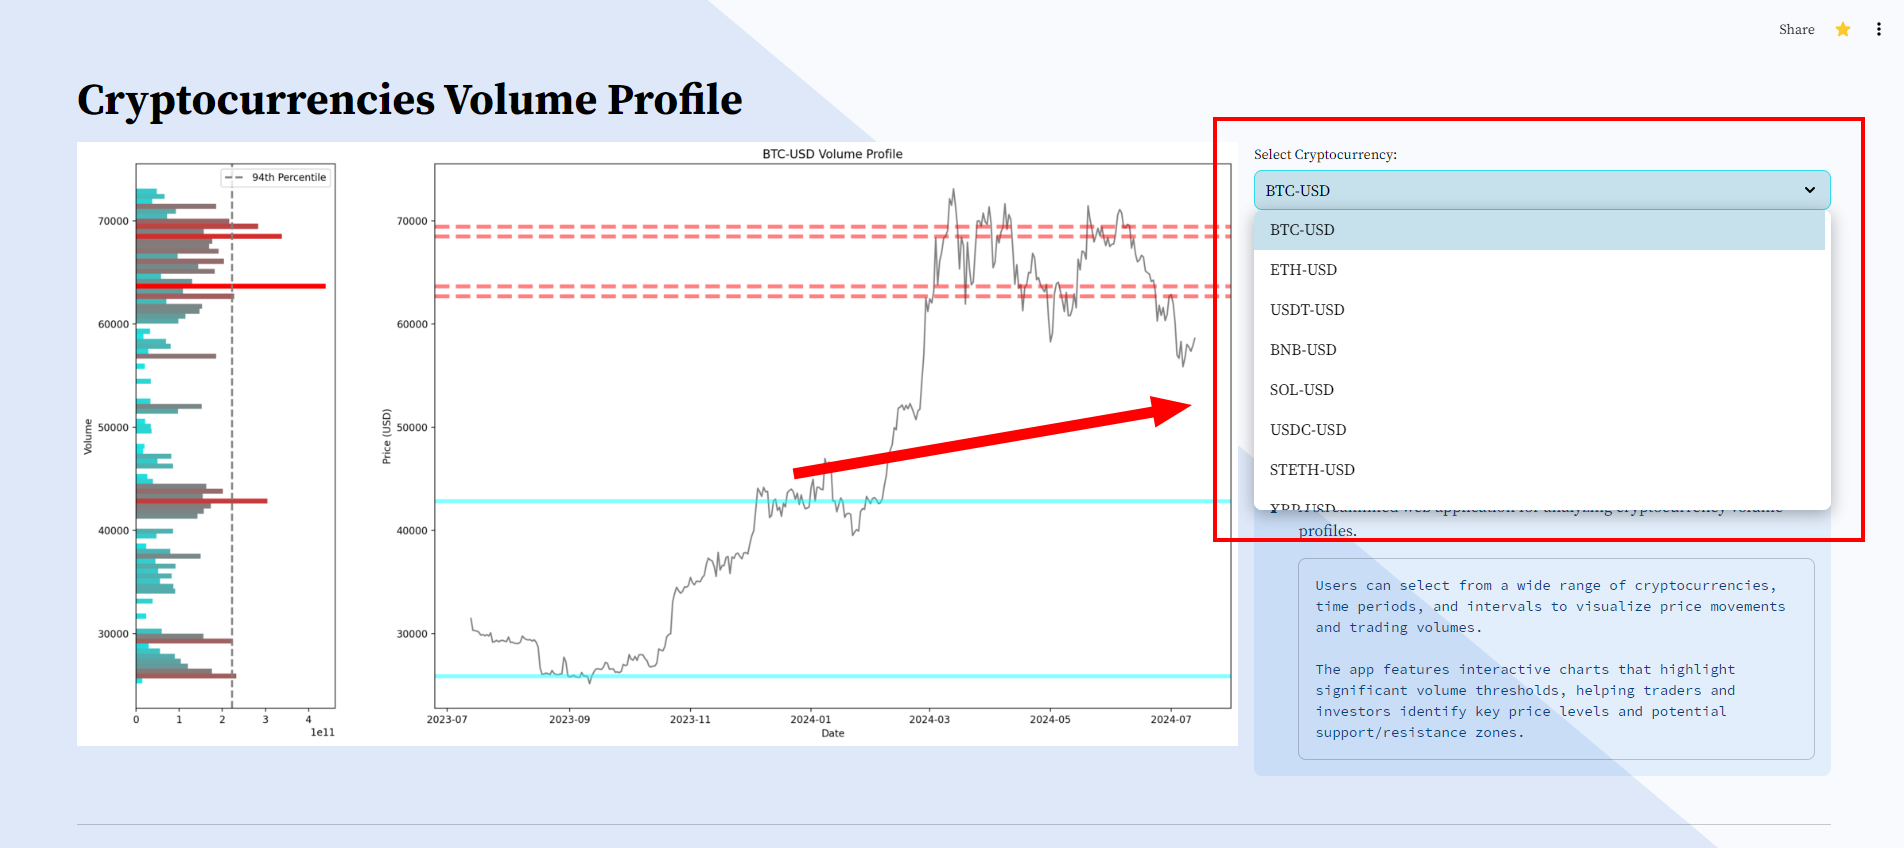 Share
Cryptocurrencies Volume Profile
BTC-USD Volume Profile
94th Percentile
70000
60000
50000
40000
30000
Volume
0 1 2 3 4
1e11
70000
60000
50000
40000
30000
Price (USD)
2023-07 2023-09 2023-11 2024-01 2024-03 2024-05 2024-07
Date
Select Cryptocurrency:
BTC-USD
BTC-USD
ETH-USD
USDT-USD
BNB-USD
SOL-USD
USDC-USD
STETH-USD
XRP-USD
web application for analyzing cryptocurrency volume
profiles.
Users can select from a wide range of cryptocurrencies,
time periods, and intervals to visualize price movements
and trading volumes.
The app features interactive charts that highlight
significant volume thresholds, helping traders and
investors identify key price levels and potential
support/resistance zones.